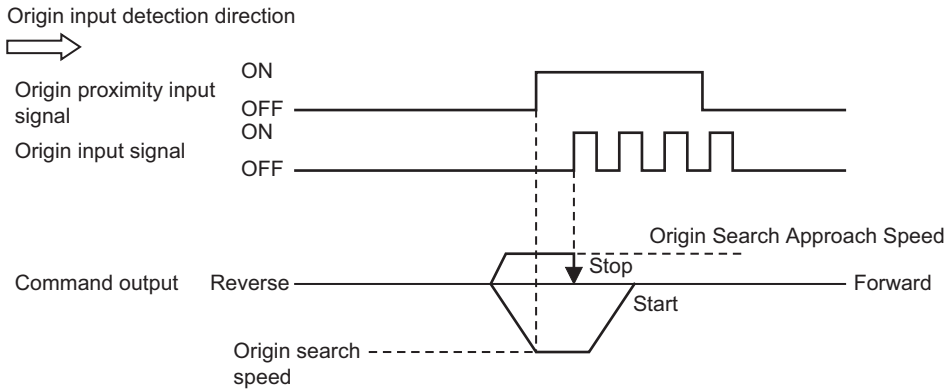 Origin input detection direction
ON
Origin proximity input
signal
OFF
ON
Origin input signal
OFF
Origin Search Approach Speed
Stop
Command output
Reverse
Forward
Start
Origin search
speed